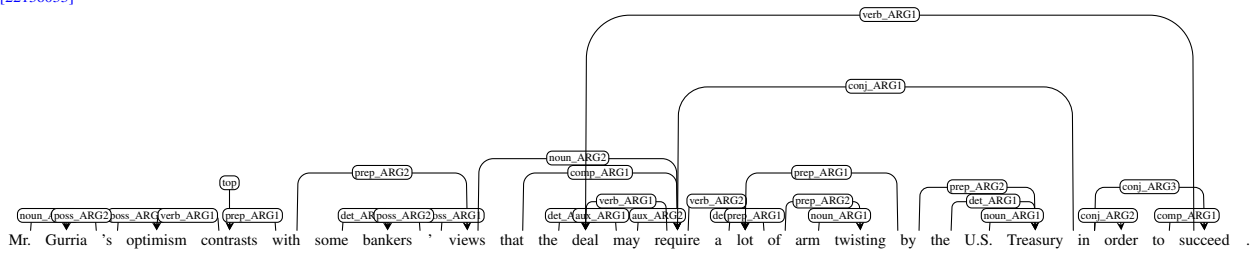 verb_ARG1
conj_ARG1
noun_ARG2
top prep_ARG2 comp_ARG1 prep_ARG1
verb_ARG1 prep_ARG2 prep_ARG2 det_ARG1 conj_ARG3
poss_ARG2 verb_ARG1 prep_ARG1 poss_ARG2 aux_ARG1 aux_ARG2 verb_ARG2 prep_ARG1 noun_ARG1 noun_ARG1 conj_ARG2 comp_ARG1
Mr. Gurria 's optimism contrasts with some bankers ' views that the deal may require a lot of arm twisting by the U.S. Treasury in order to succeed .